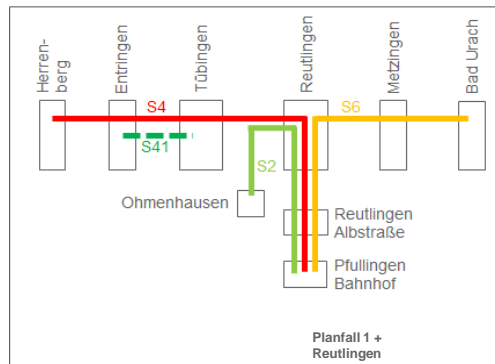 Herren-
berg
Entringen
Tübingen
Reutlingen
Metzingen
Bad Urach
S4
S6
S41
S2
Ohmenhausen
Reutlingen
Albstraße
Pfullingen
Bahnhof
Planfall 1 +
Reutlingen